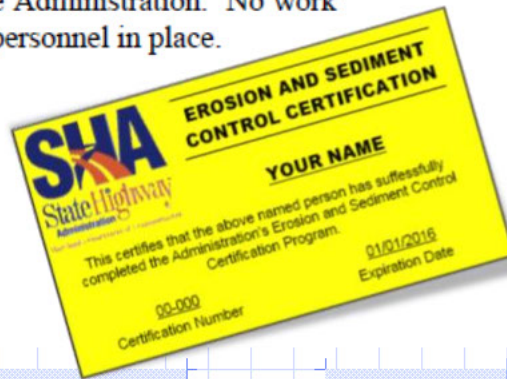 e Administration. No work
personnel in place.
SHA
State Highway
Administration
EROSION AND SEDIMENT
CONTROL CERTIFICATION
YOUR NAME
This certifies that the above named person has suffessfully
completed the Administration's Erosion and Sediment Control
Certification Program.
00-000
Certification Number
01/01/2016
Expiration Date